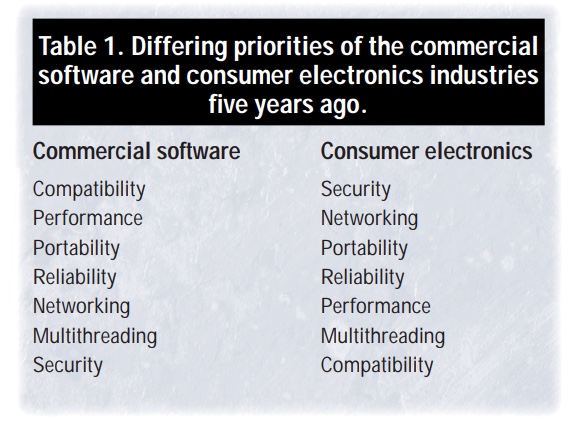 Table 1. Differing priorities of the commercial
software and consumer electronics industries
five years ago.
Commercial software Consumer electronics
Compatibility Security
Performance Networking
Portability Portability
Reliability Reliability
Networking Performance
Multithreading Multithreading
Security Compatibility